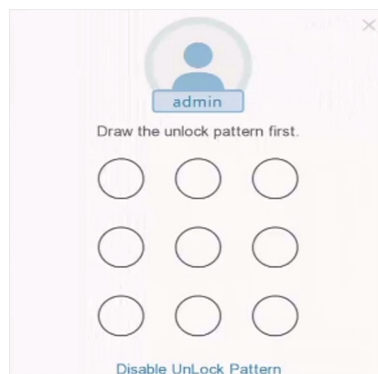 admin
Draw the unlock pattern first.
Disable UnLock Pattern